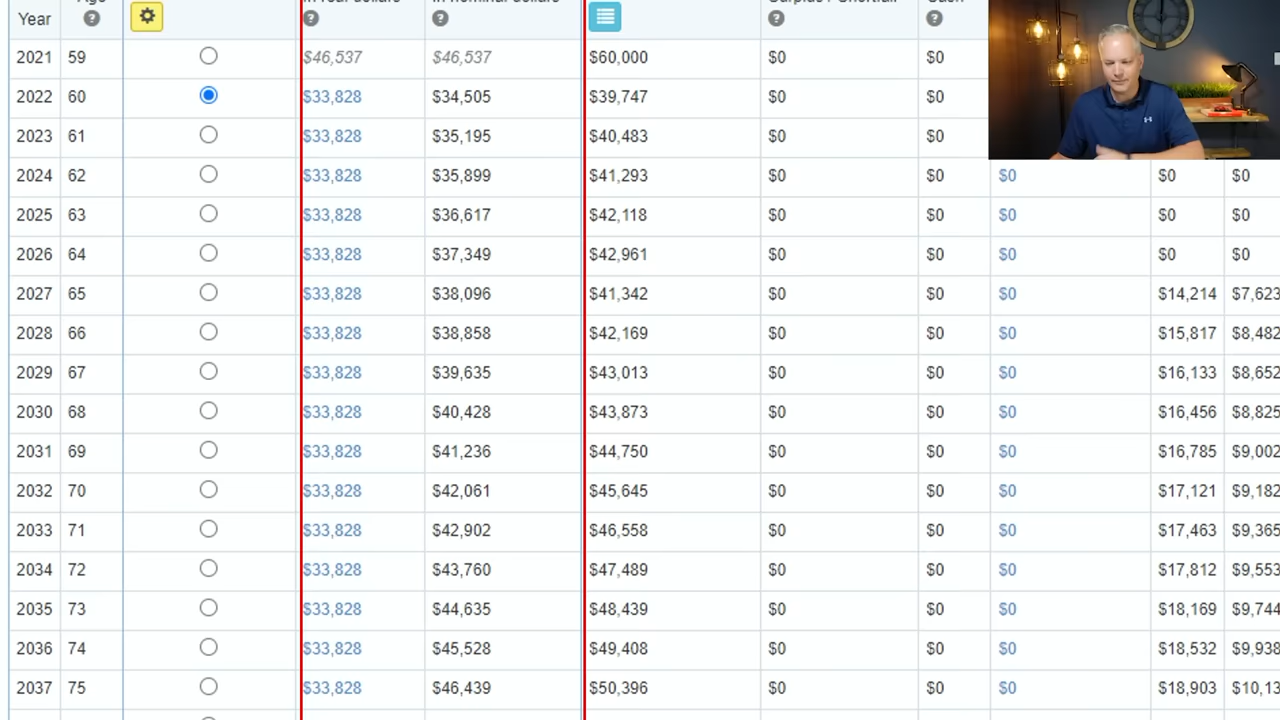 Year
2021 59 $46,537 $46,537 $60,000 $0 $0
2022 60 $33,828 $34,505 $39,747 $0 $0
2023 61 $33,828 $35,195 $40,483 $0 $0
2024 62 $33,828 $35,899 $41,293 $0 $0 $0 $0 $0
2025 63 $33,828 $36,617 $42,118 $0 $0 $0 $0 $0
2026 64 $33,828 $37,349 $42,961 $0 $0 $0 $0 $0
2027 65 $33,828 $38,096 $41,342 $0 $0 $0 $14,214 $7,623
2028 66 $33,828 $38,858 $42,169 $0 $0 $0 $15,817 $8,482
2029 67 $33,828 $39,635 $43,013 $0 $0 $0 $16,133 $8,652
2030 68 $33,828 $40,428 $43,873 $0 $0 $0 $16,456 $8,825
2031 69 $33,828 $41,236 $44,750 $0 $0 $0 $16,785 $9,002
2032 70 $33,828 $42,061 $45,645 $0 $0 $0 $17,121 $9,182
2033 71 $33,828 $42,902 $46,558 $0 $0 $0 $17,463 $9,365
2034 72 $33,828 $43,760 $47,489 $0 $0 $0 $17,812 $9,553
2035 73 $33,828 $44,635 $48,439 $0 $0 $0 $18,169 $9,744
2036 74 $33,828 $45,528 $49,408 $0 $0 $0 $18,532 $9,938
2037 75 $33,828 $46,439 $50,396 $0 $0 $0 $18,903 $10,13